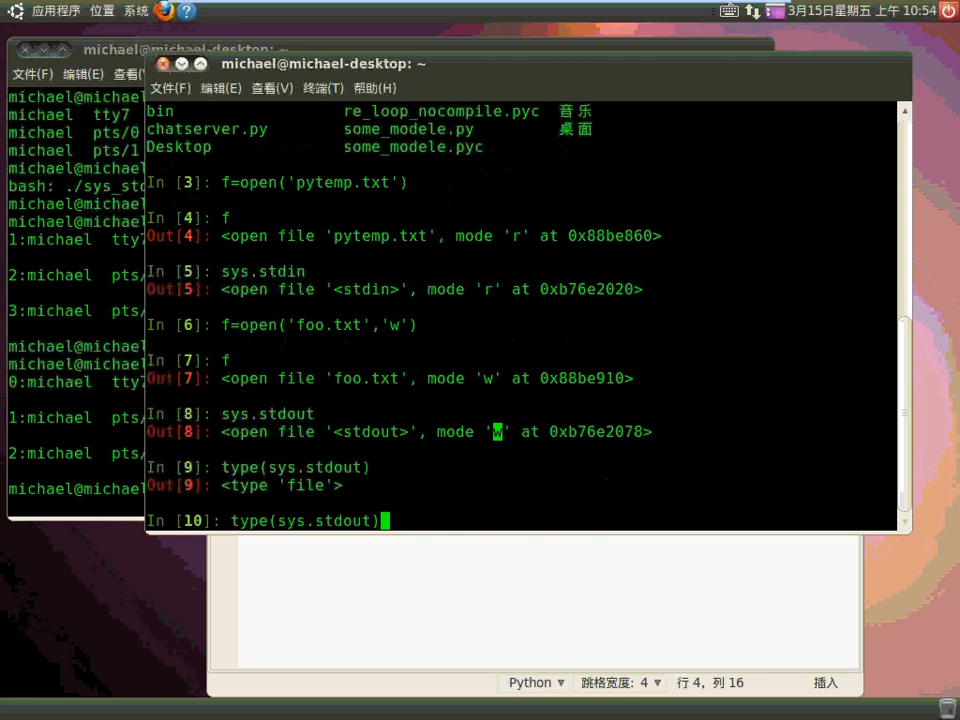 应用程序 位置 系统
3月15日星期五 上午 10:54
michael@michael-desktop: ~
文件(F) 编辑(E) 查看(V)
michael@michael
michael tty7
michael pts/0
michael pts/1
michael@michael
bash: ./sys_std
michael@michael
michael@michael
1:michael tty7
2:michael pts/
3:michael pts/
michael@michael
michael@michael
0:michael tty7
1:michael pts/
2:michael pts/
michael@michael
michael@michael-desktop: ~
文件(F) 编辑(E) 查看(V) 终端(T) 帮助(H)
bin re_loop_nocompile.pyc 音乐
chatserver.py some_modele.py 桌面
Desktop some_modele.pyc
In [3]: f=open('pytemp.txt')
In [4]: f
Out[4]: <open file 'pytemp.txt', mode 'r' at 0x88be860>
In [5]: sys.stdin
Out[5]: <open file '<stdin>', mode 'r' at 0xb76e2020>
In [6]: f=open('foo.txt','w')
In [7]: f
Out[7]: <open file 'foo.txt', mode 'w' at 0x88be910>
In [8]: sys.stdout
Out[8]: <open file '<stdout>', mode 'w' at 0xb76e2078>
In [9]: type(sys.stdout)
Out[9]: <type 'file'>
In [10]: type(sys.stdout)
Python 跳格宽度: 4 行 4, 列 16 插入